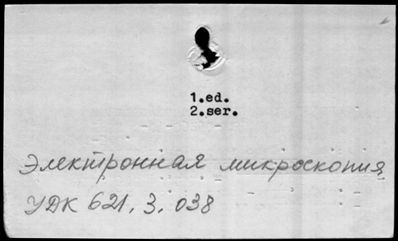 1.ed.
2.ser.
Электронная микроскопия
УДК 621.3.038